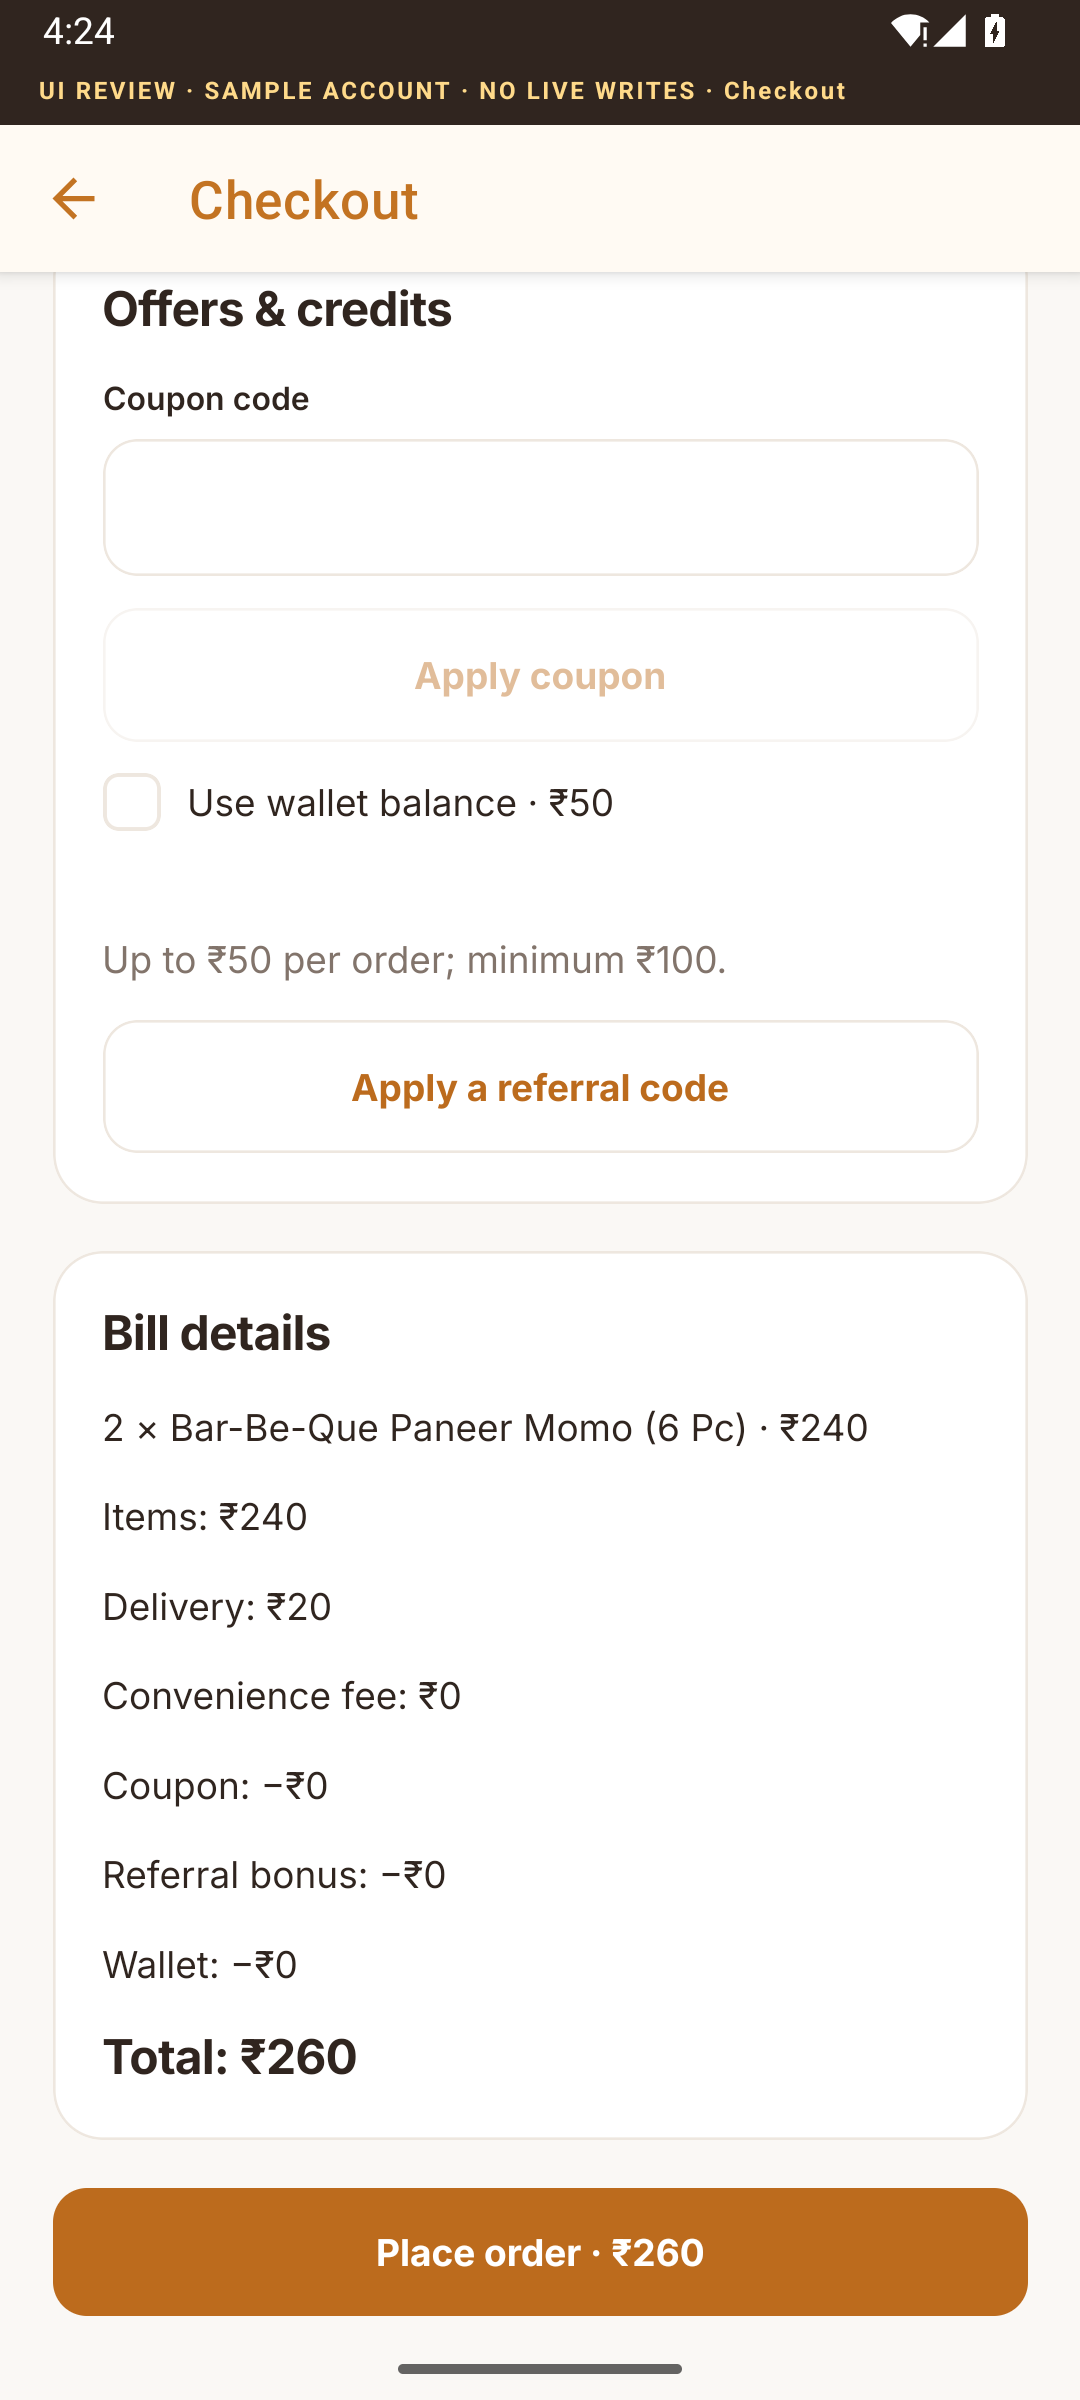 4:24
UI REVIEW · SAMPLE ACCOUNT · NO LIVE WRITES · Checkout
Checkout
Offers & credits
Coupon code
Apply coupon
Use wallet balance · ₹50
Up to ₹50 per order; minimum ₹100.
Apply a referral code
Bill details
2 × Bar-Be-Que Paneer Momo (6 Pc) · ₹240
Items: ₹240
Delivery: ₹20
Convenience fee: ₹0
Coupon: −₹0
Referral bonus: −₹0
Wallet: −₹0
Total: ₹260
Place order · ₹260